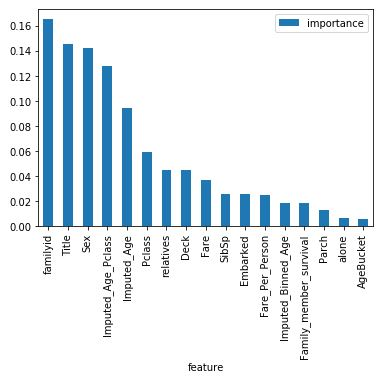 importance
0.16
0.14
0.12
0.10
0.08
0.06
0.04
0.02
0.00
familyid
Title
Sex
Imputed_Age_Pclass
Imputed_Age
Pclass
relatives
Deck
Fare
SibSp
Embarked
Fare_Per_Person
Imputed_Binned_Age
Family_member_survival
Parch
alone
AgeBucket
feature